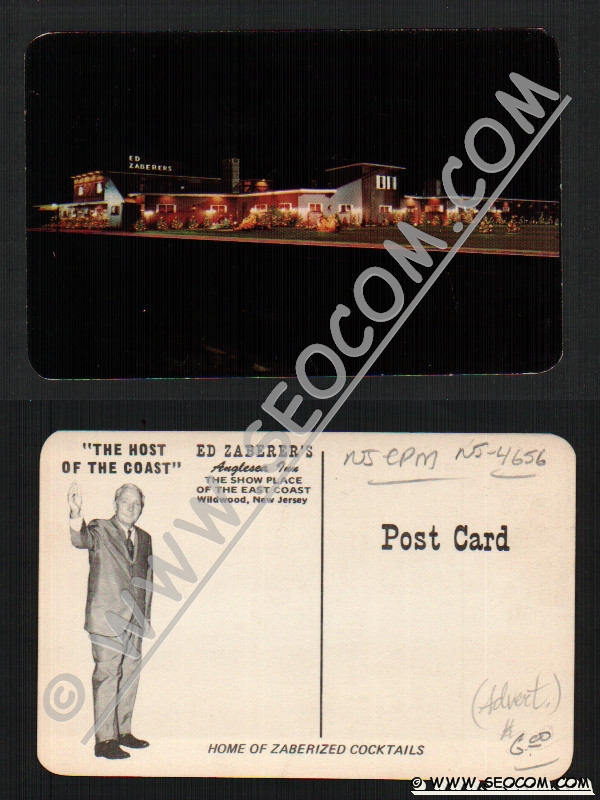 ED
ZABERERS
© WWW.SEOCOM.COM
"THE HOST
OF THE COAST"
ED ZABERER'S
Anglesea Inn
THE SHOW PLACE
OF THE EAST COAST
Wildwood, New Jersey
NJ CPM NJ-4656
Post Card
(Advert.)
$6.00
HOME OF ZABERIZED COCKTAILS
© WWW.SEOCOM.COM